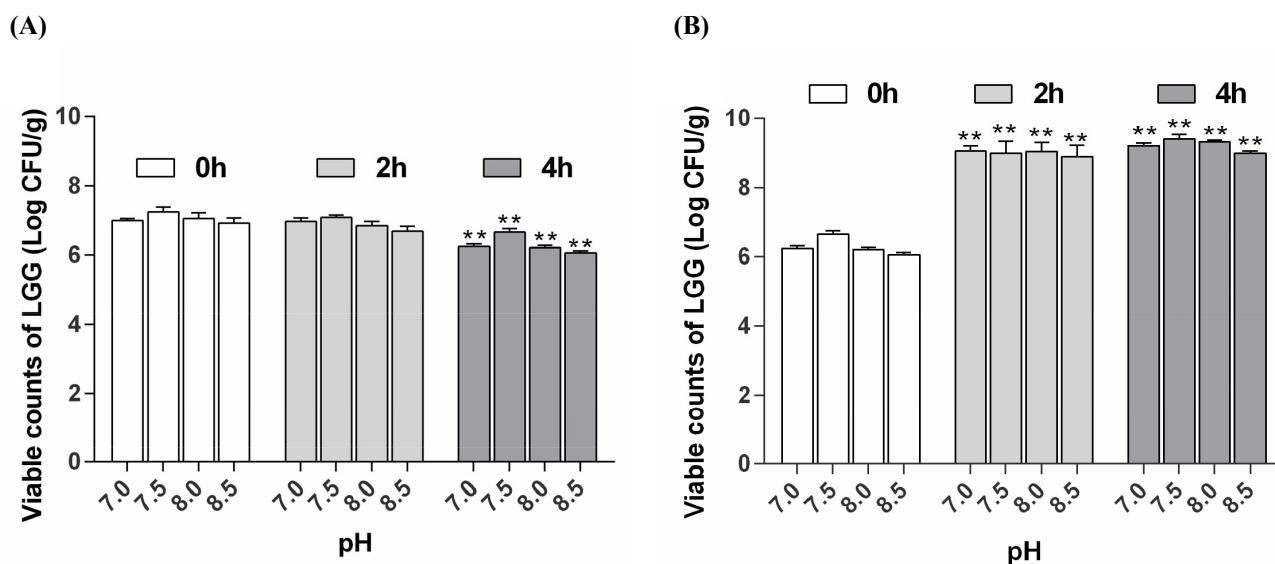 (A)
Viable counts of LGG (Log CFU/g)
10
8
6
4
2
0
0h 2h 4h
** ** ** **
7.0 7.5 8.0 8.5 7.0 7.5 8.0 8.5 7.0 7.5 8.0 8.5
pH
(B)
Viable counts of LGG (Log CFU/g)
0h 2h 4h
10
8
6
4
2
0
** ** ** ** ** ** ** **
7.0 7.5 8.0 8.5 7.0 7.5 8.0 8.5 7.0 7.5 8.0 8.5
pH